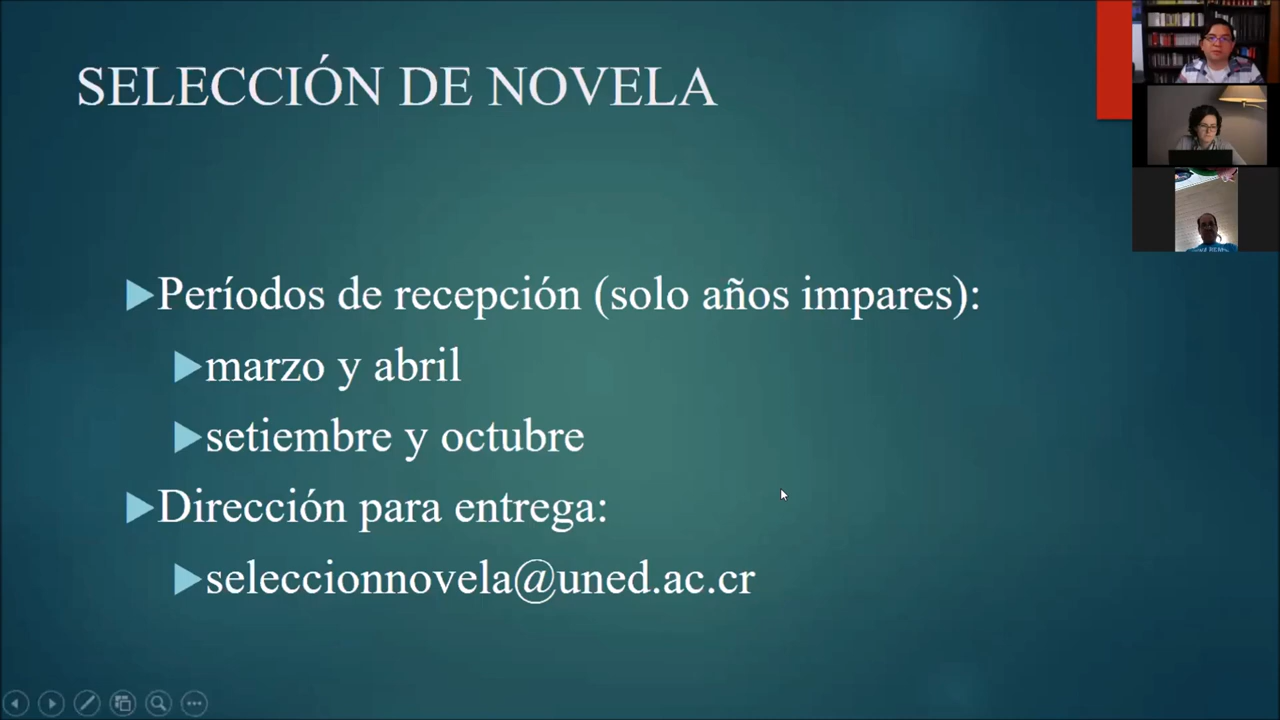 SELECCIÓN DE NOVELA
Períodos de recepción (solo años impares):
marzo y abril
setiembre y octubre
Dirección para entrega:
seleccionnovela@uned.ac.cr